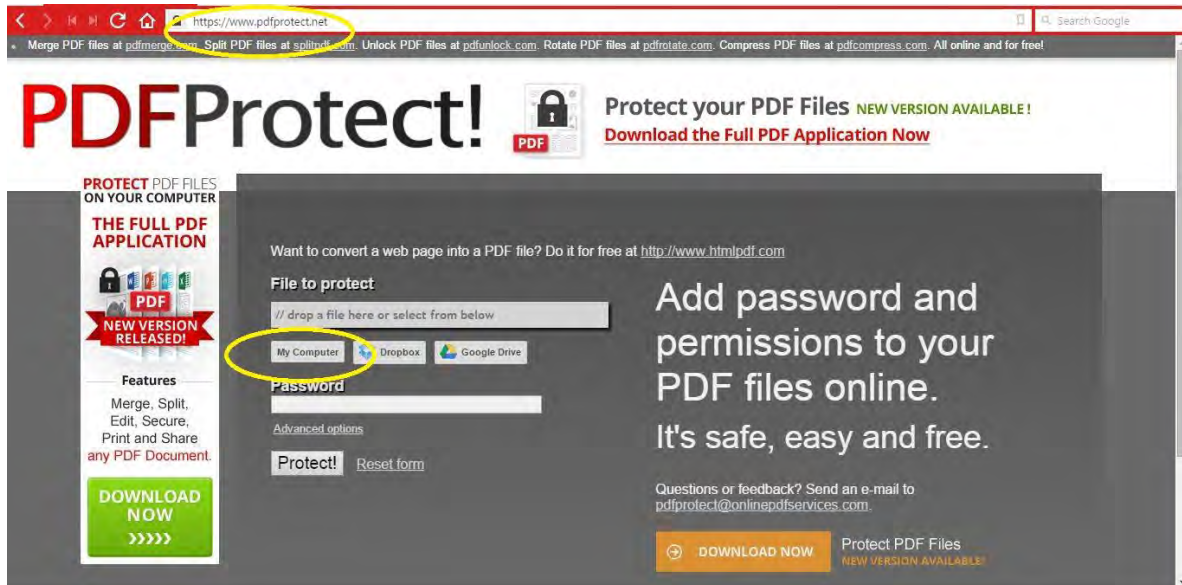 https://www.pdfprotect.net
Search Google
Merge PDF files at pdfmerge.com. Split PDF files at splitpdf.com. Unlock PDF files at pdfunlock.com. Rotate PDF files at pdfrotate.com. Compress PDF files at pdfcompress.com. All online and for free!
PDFProtect!
PDF
Protect your PDF Files NEW VERSION AVAILABLE!
Download the Full PDF Application Now
PROTECT PDF FILES
ON YOUR COMPUTER
THE FULL PDF
APPLICATION
PDF
NEW VERSION
RELEASED!
Features
Merge, Split,
Edit, Secure,
Print and Share
any PDF Document.
DOWNLOAD
NOW
Want to convert a web page into a PDF file? Do it for free at http://www.htmlpdf.com
File to protect
// drop a file here or select from below
My Computer Dropbox Google Drive
Password
Advanced options
Protect! Reset form
Add password and
permissions to your
PDF files online.
It's safe, easy and free.
Questions or feedback? Send an e-mail to
pdfprotect@onlinepdfservices.com.
DOWNLOAD NOW
Protect PDF Files
NEW VERSION AVAILABLE!